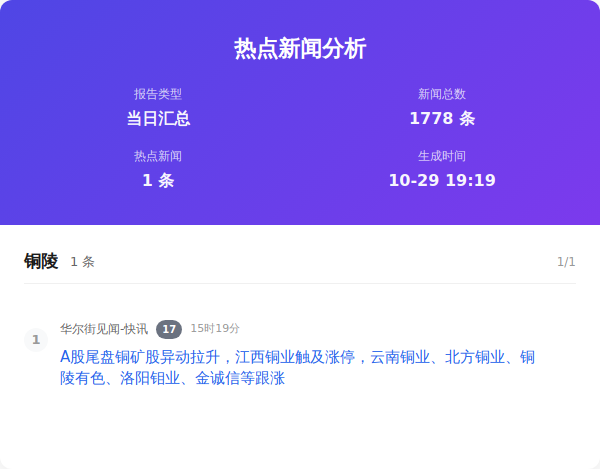 热点新闻分析
报告类型
新闻总数
当日汇总
1778 条
热点新闻
生成时间
1 条
10-29 19:19
铜陵 1 条 1/1
1 华尔街见闻-快讯 17 15时19分
A股尾盘铜矿股异动拉升，江西铜业触及涨停，云南铜业、北方铜业、铜
陵有色、洛阳钼业、金诚信等跟涨